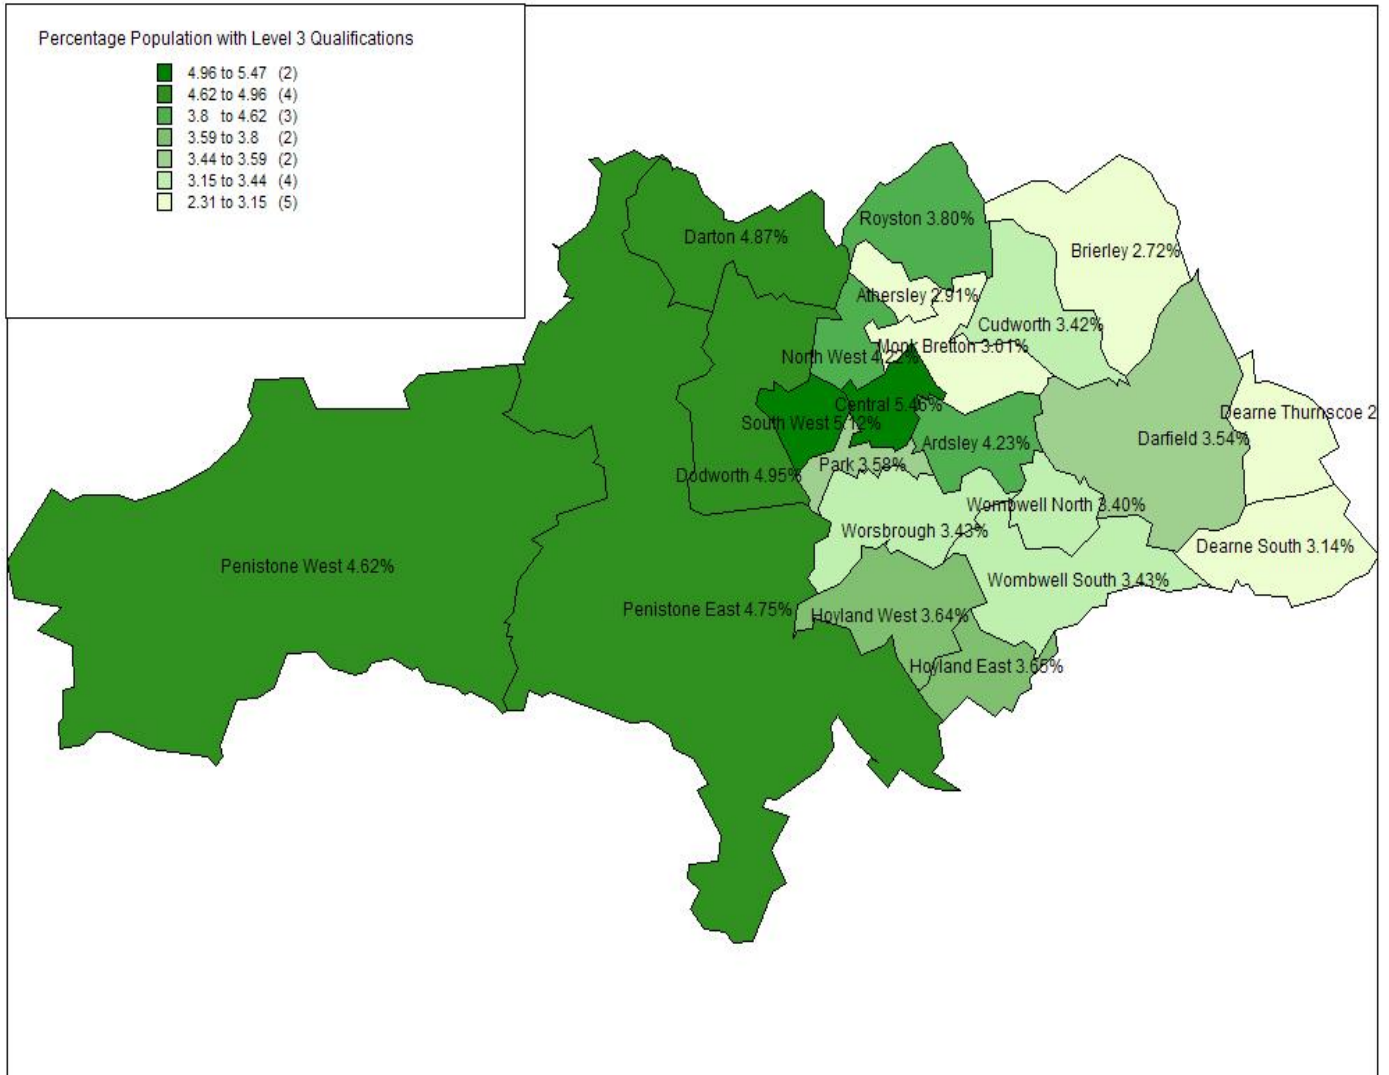 Percentage Population with Level 3 Qualifications
4.96 to 5.47 (2)
4.62 to 4.96 (4)
3.8 to 4.62 (3)
3.59 to 3.8 (2)
3.44 to 3.59 (2)
3.15 to 3.44 (4)
2.31 to 3.15 (5)
Royston 3.80%
Darton 4.87%
Brierley 2.72%
Athersley 2.91%
Cudworth 3.42%
Monk Bretton 3.01%
North West 4.22%
Central 5.46%
Dearne Thurnscoe 2
South West 5.12%
Darfield 3.54%
Ardsley 4.23%
Park 3.58%
Dodworth 4.95%
Wombwell North 3.40%
Worsbrough 3.43%
Dearne South 3.14%
Penistone West 4.62%
Wombwell South 3.43%
Penistone East 4.75%
Hoyland West 3.64%
Hoyland East 3.65%